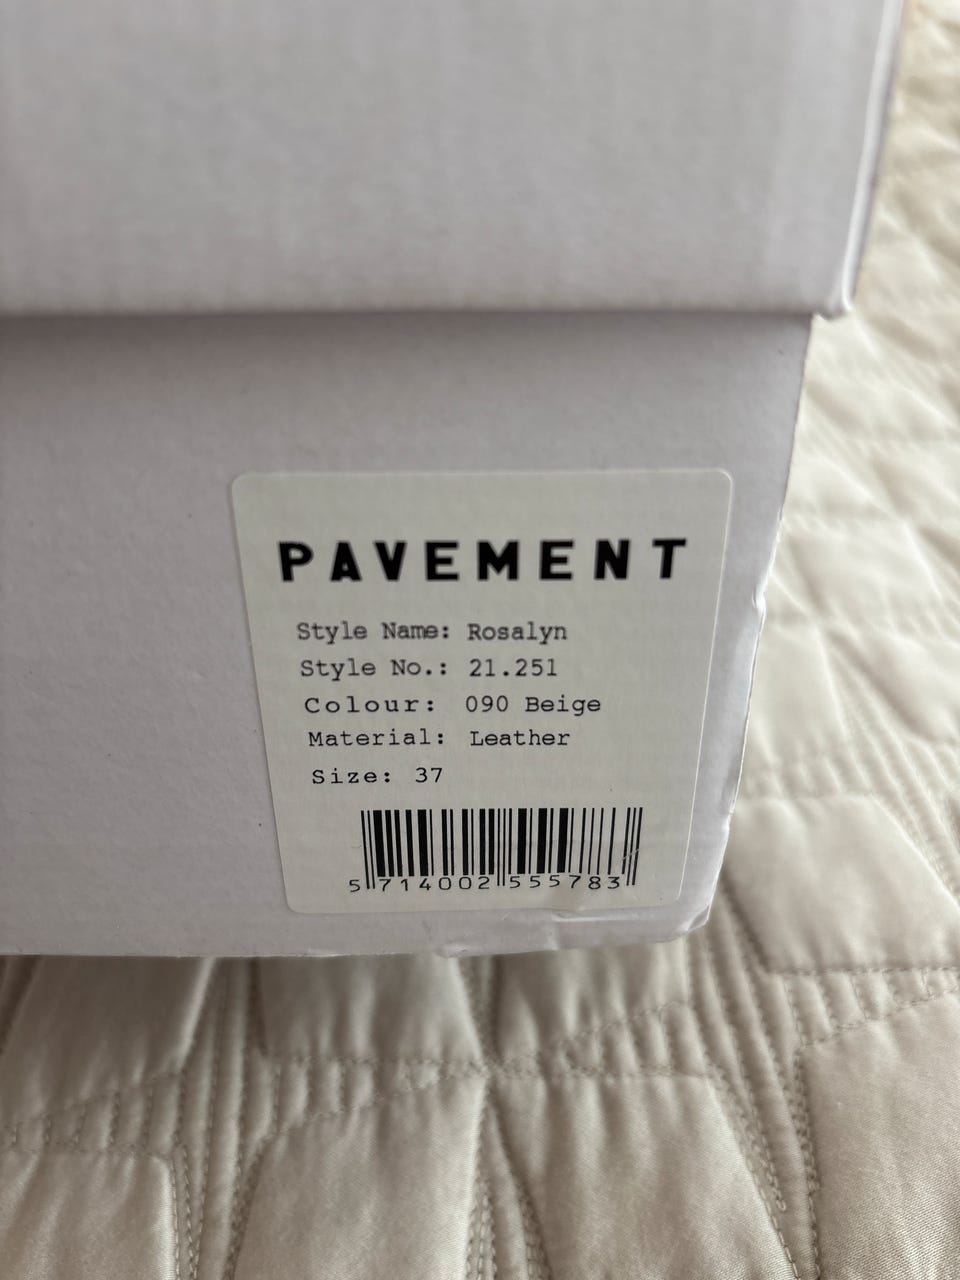 PAVEMENT
Style Name: Rosalyn
Style No.: 21.251
Colour: 090 Beige
Material: Leather
Size: 37
5 714002 555783